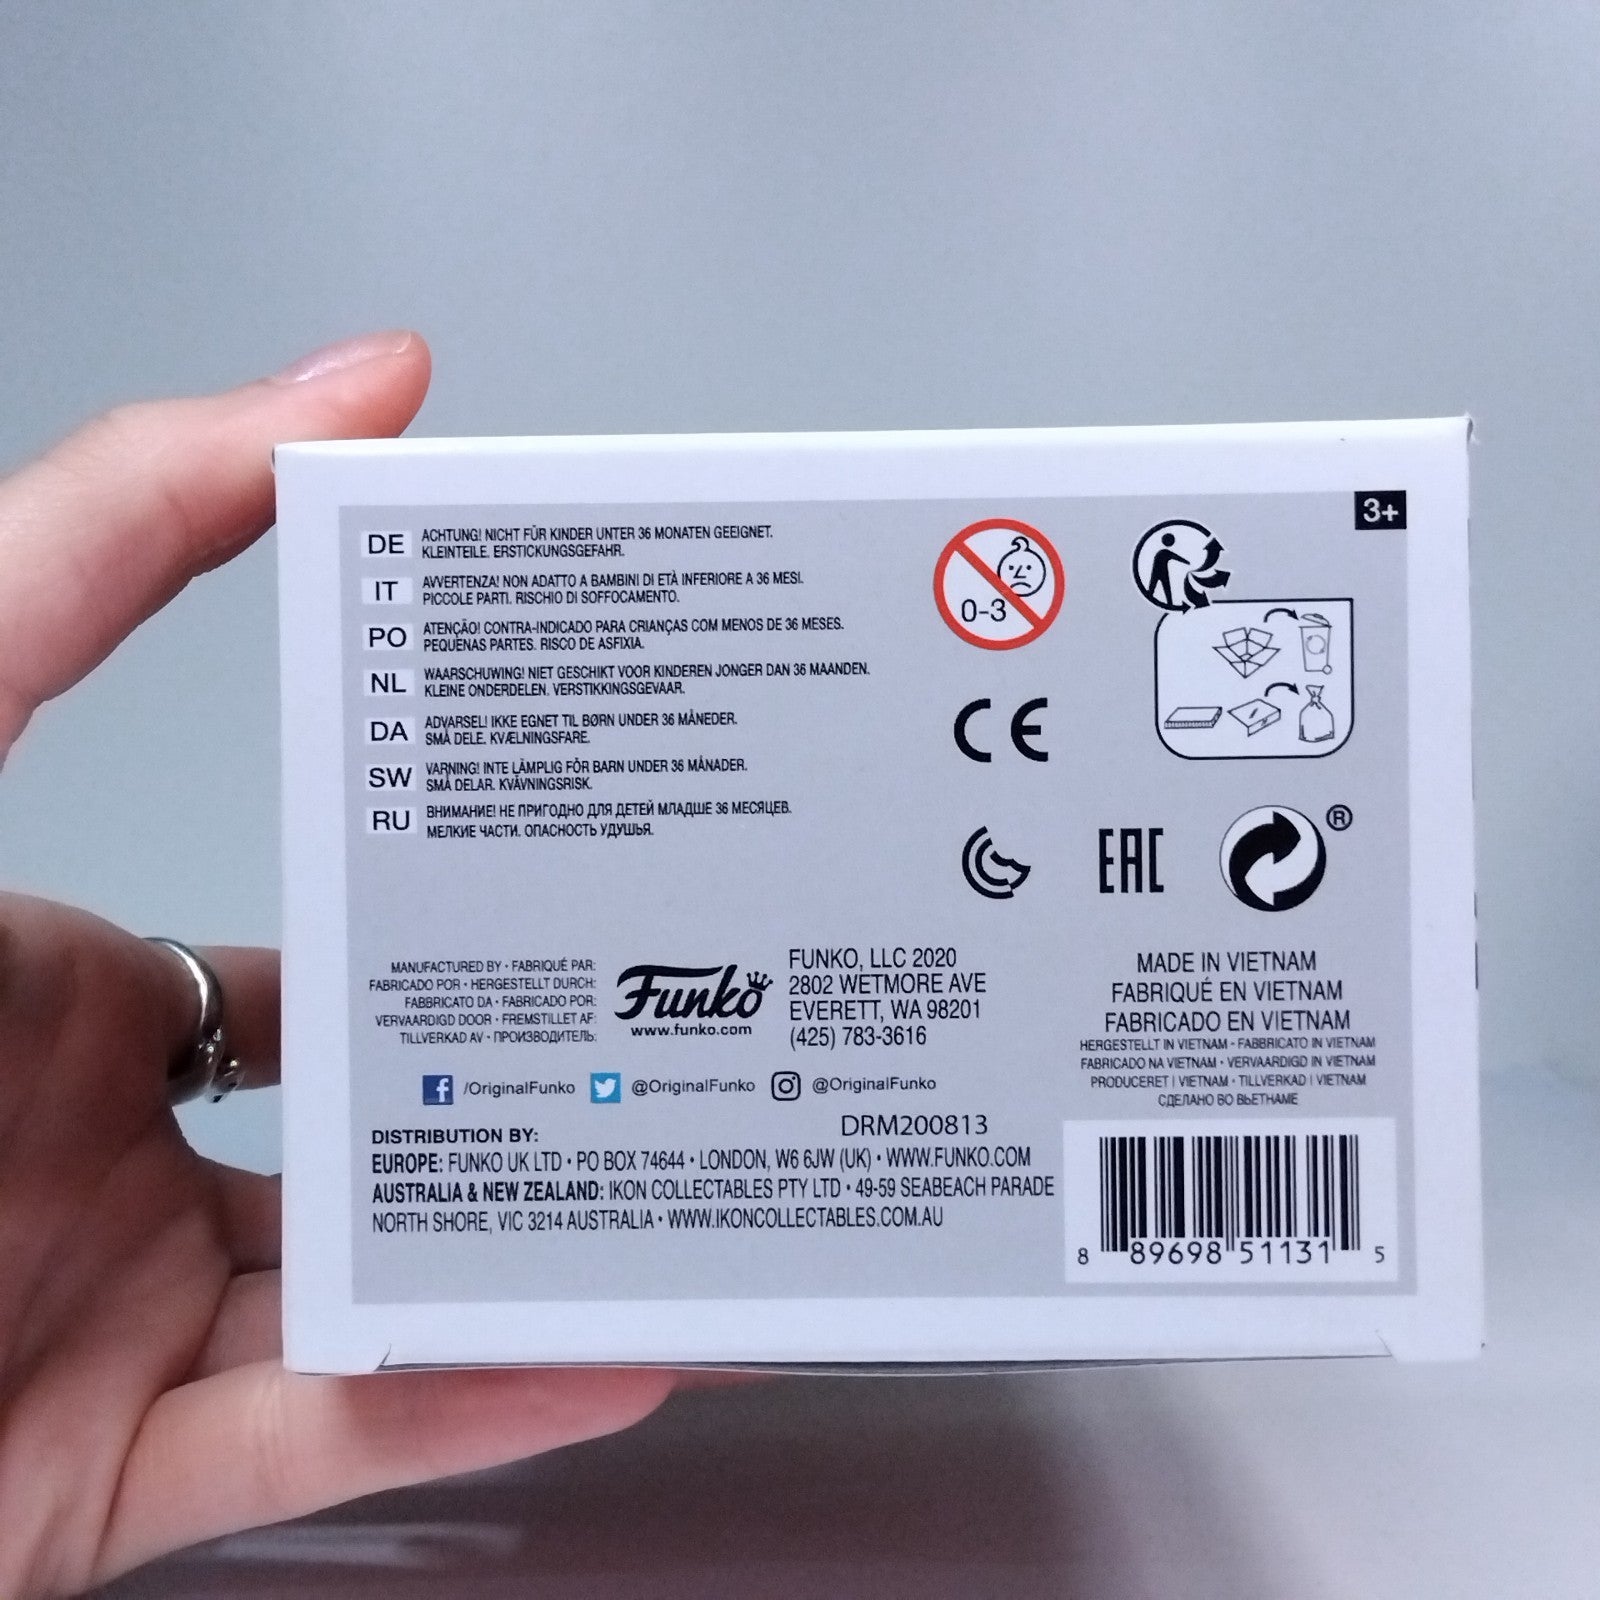 3+
DE
ACHTUNG! NICHT FÜR KINDER UNTER 36 MONATEN GEEIGNET.
KLEINTEILE. ERSTICKUNGSGEFAHR.
IT
AVVERTENZA! NON ADATTO A BAMBINI DI ETÀ INFERIORE A 36 MESI.
PICCOLE PARTI. RISCHIO DI SOFFOCAMENTO.
PO
ATENÇÃO! CONTRA-INDICADO PARA CRIANÇAS COM MENOS DE 36 MESES.
PEQUENAS PARTES. RISCO DE ASFIXIA.
NL
WAARSCHUWING! NIET GESCHIKT VOOR KINDEREN JONGER DAN 36 MAANDEN.
KLEINE ONDERDELEN. VERSTIKKINGSGEVAAR.
DA
ADVARSEL! IKKE EGNET TIL BØRN UNDER 36 MÅNEDER.
SMÅ DELE. KVÆLNINGSFARE.
SW
VARNING! INTE LÄMPLIG FÖR BARN UNDER 36 MÅNADER.
SMÅ DELAR. KVÄVNINGSRISK.
RU
ВНИМАНИЕ! НЕ ПРИГОДНО ДЛЯ ДЕТЕЙ МЛАДШЕ 36 МЕСЯЦЕВ.
МЕЛКИЕ ЧАСТИ. ОПАСНОСТЬ УДУШЬЯ.
0-3
CE
EAC
®
MANUFACTURED BY • FABRIQUÉ PAR:
FABRICADO POR • HERGESTELLT DURCH:
FABBRICATO DA • FABRICADO POR:
VERVAARDIGD DOOR • FREMSTILLET AF:
TILLVERKAD AV • ПРОИЗВОДИТЕЛЬ:
Funko
www.funko.com
FUNKO, LLC 2020
2802 WETMORE AVE
EVERETT, WA 98201
(425) 783-3616
MADE IN VIETNAM
FABRIQUÉ EN VIETNAM
FABRICADO EN VIETNAM
HERGESTELLT IN VIETNAM • FABBRICATO IN VIETNAM
FABRICADO NA VIETNAM • VERVAARDIGD IN VIETNAM
PRODUCERET I VIETNAM • TILLVERKAD I VIETNAM
СДЕЛАНО ВО ВЬЕТНАМЕ
f /OriginalFunko @OriginalFunko @OriginalFunko
DRM200813
DISTRIBUTION BY:
EUROPE: FUNKO UK LTD • PO BOX 74644 • LONDON, W6 6JW (UK) • WWW.FUNKO.COM
AUSTRALIA & NEW ZEALAND: IKON COLLECTABLES PTY LTD • 49-59 SEABEACH PARADE
NORTH SHORE, VIC 3214 AUSTRALIA • WWW.IKONCOLLECTABLES.COM.AU
8 89698 51131 5